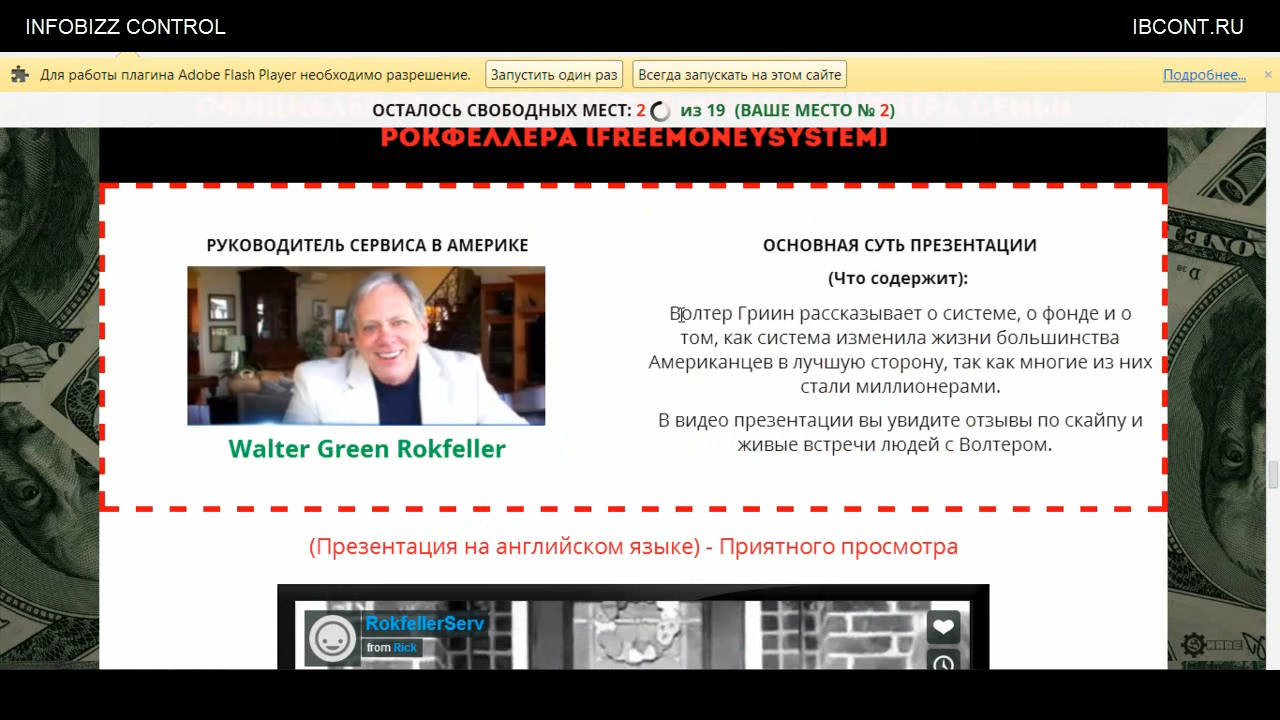 INFOBIZZ CONTROL
IBCONT.RU
Для работы плагина Adobe Flash Player необходимо разрешение. Запустить один раз Всегда запускать на этом сайте Подробнее...
ОСТАЛОСЬ СВОБОДНЫХ МЕСТ: 2 из 19 (ВАШЕ МЕСТО № 2)
РОКФЕЛЛЕРА (FREEMONEYSYSTEM)
РУКОВОДИТЕЛЬ СЕРВИСА В АМЕРИКЕ
Walter Green Rokfeller
ОСНОВНАЯ СУТЬ ПРЕЗЕНТАЦИИ
(Что содержит):
Волтер Гриин рассказывает о системе, о фонде и о
том, как система изменила жизни большинства
Американцев в лучшую сторону, так как многие из них
стали миллионерами.
В видео презентации вы увидите отзывы по скайпу и
живые встречи людей с Волтером.
(Презентация на английском языке) - Приятного просмотра
RokfellerServ
from Rick